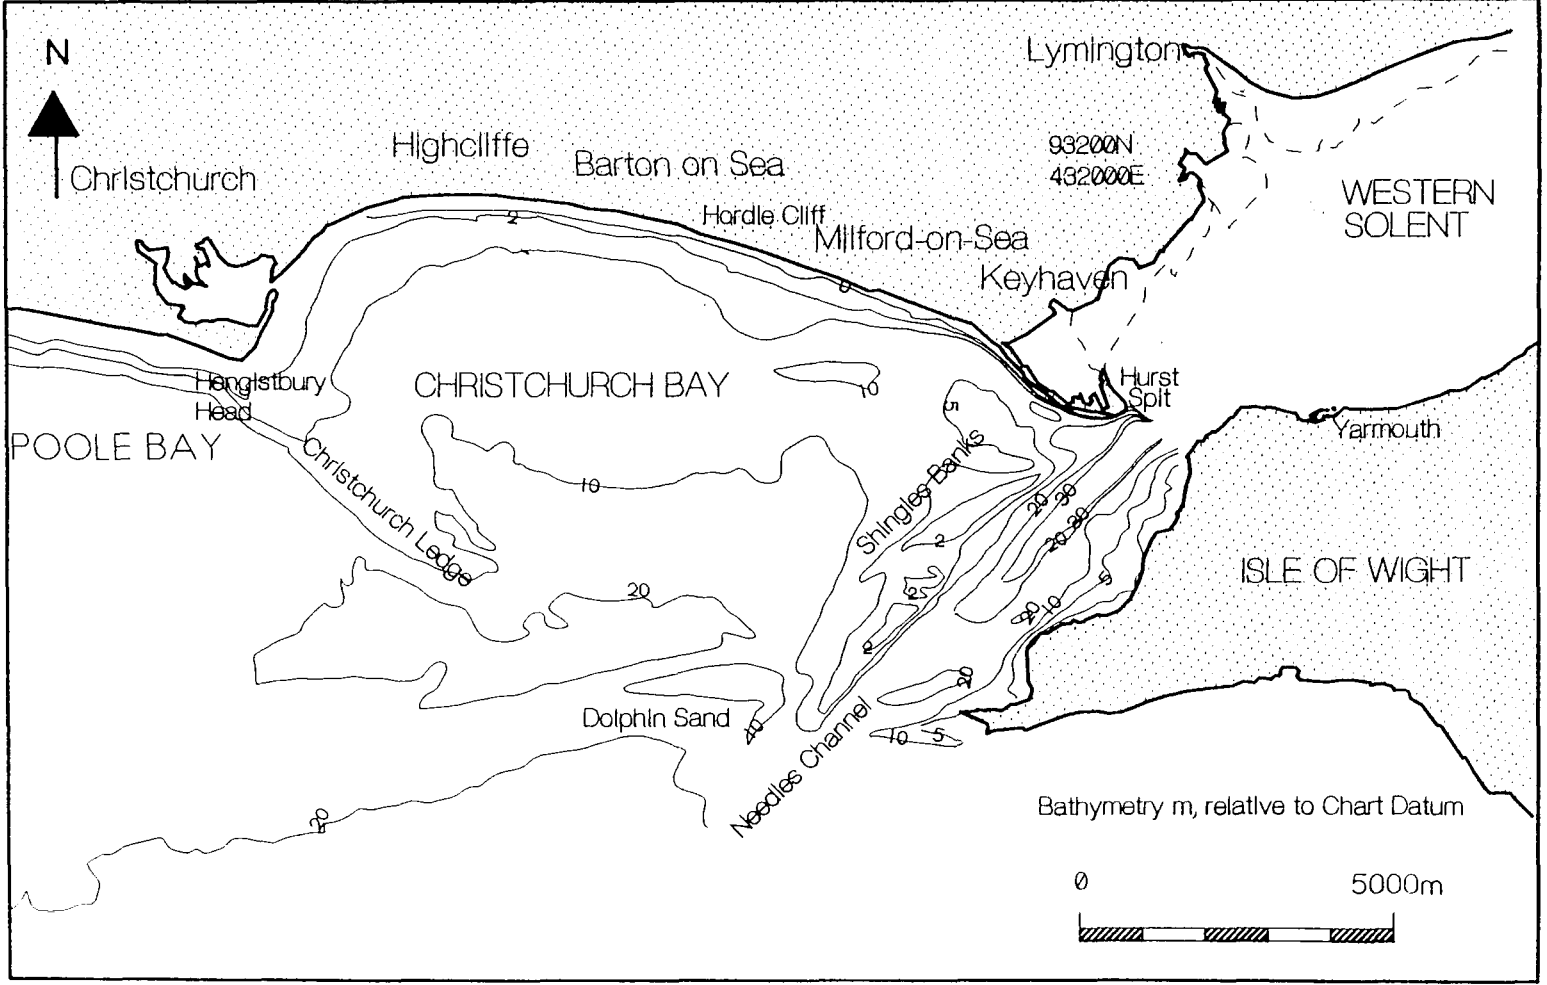 N
Lymington
Highcliffe
Barton on Sea
93200N
432000E
Christchurch
WESTERN
SOLENT
2
Hordle Cliff
Milford-on-Sea
Keyhaven
0
Hengistbury
Head
CHRISTCHURCH BAY
10
5
Hurst
Spit
Yarmouth
POOLE BAY
Christchurch Ledge
10
Shingles Banks
20
30
30
20
2
ISLE OF WIGHT
5
20
2
10
20
2
20
Dolphin Sand
40
10
5
Needles Channel
20
Bathymetry m, relative to Chart Datum
0
5000m